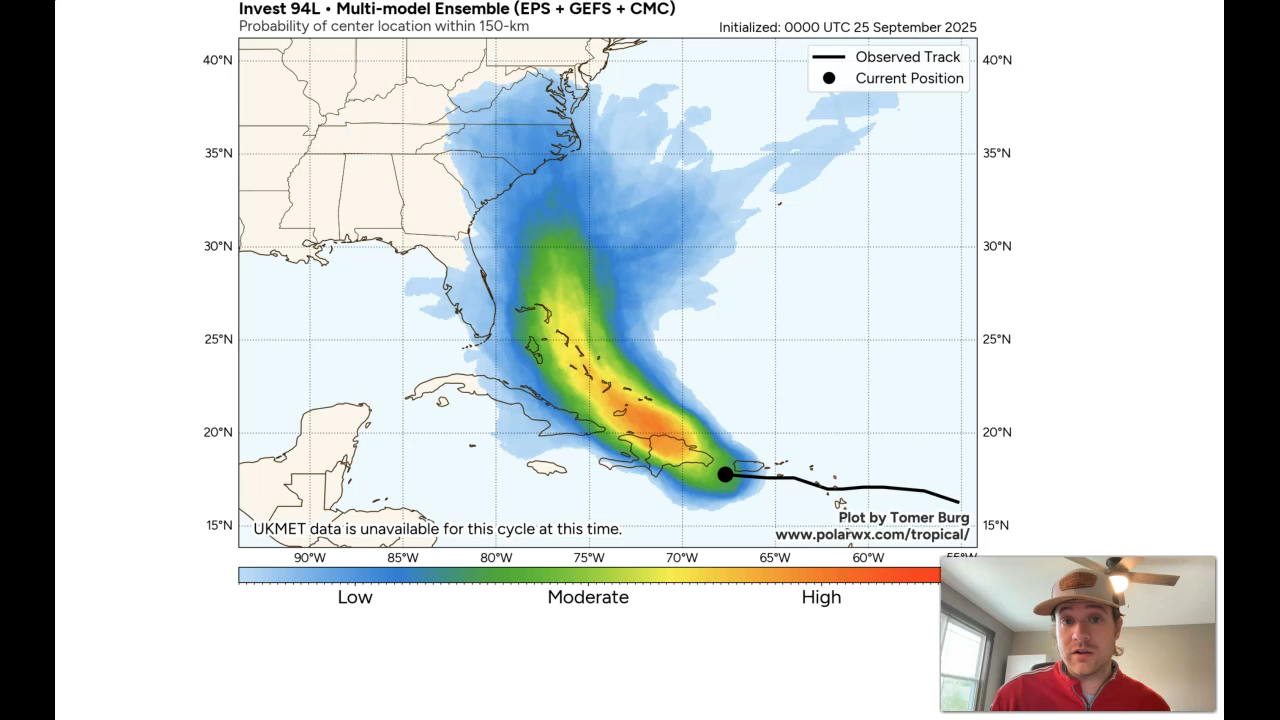 Invest 94L • Multi-model Ensemble (EPS + GEFS + CMC)
Probability of center location within 150-km
Initialized: 0000 UTC 25 September 2025
Observed Track
Current Position
40°N
40°N
35°N
35°N
30°N
30°N
25°N
25°N
20°N
20°N
15°N
15°N
UKMET data is unavailable for this cycle at this time.
Plot by Tomer Burg
www.polarwx.com/tropical/
90°W
85°W
80°W
75°W
70°W
65°W
60°W
55°W
Low
Moderate
High